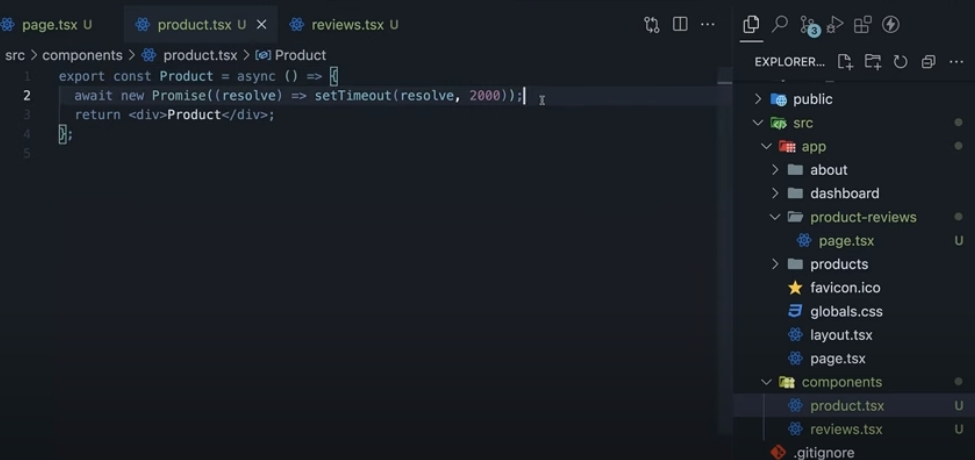 page.tsx U
product.tsx U
reviews.tsx U
src > components > product.tsx > Product
1 export const Product = async () => {
2 await new Promise((resolve) => setTimeout(resolve, 2000));
3 return <div>Product</div>;
4 };
5
3
EXPLORER...
public
src
app
about
dashboard
product-reviews
page.tsx U
products
favicon.ico
globals.css
layout.tsx
page.tsx
components
product.tsx U
reviews.tsx U
.gitignore